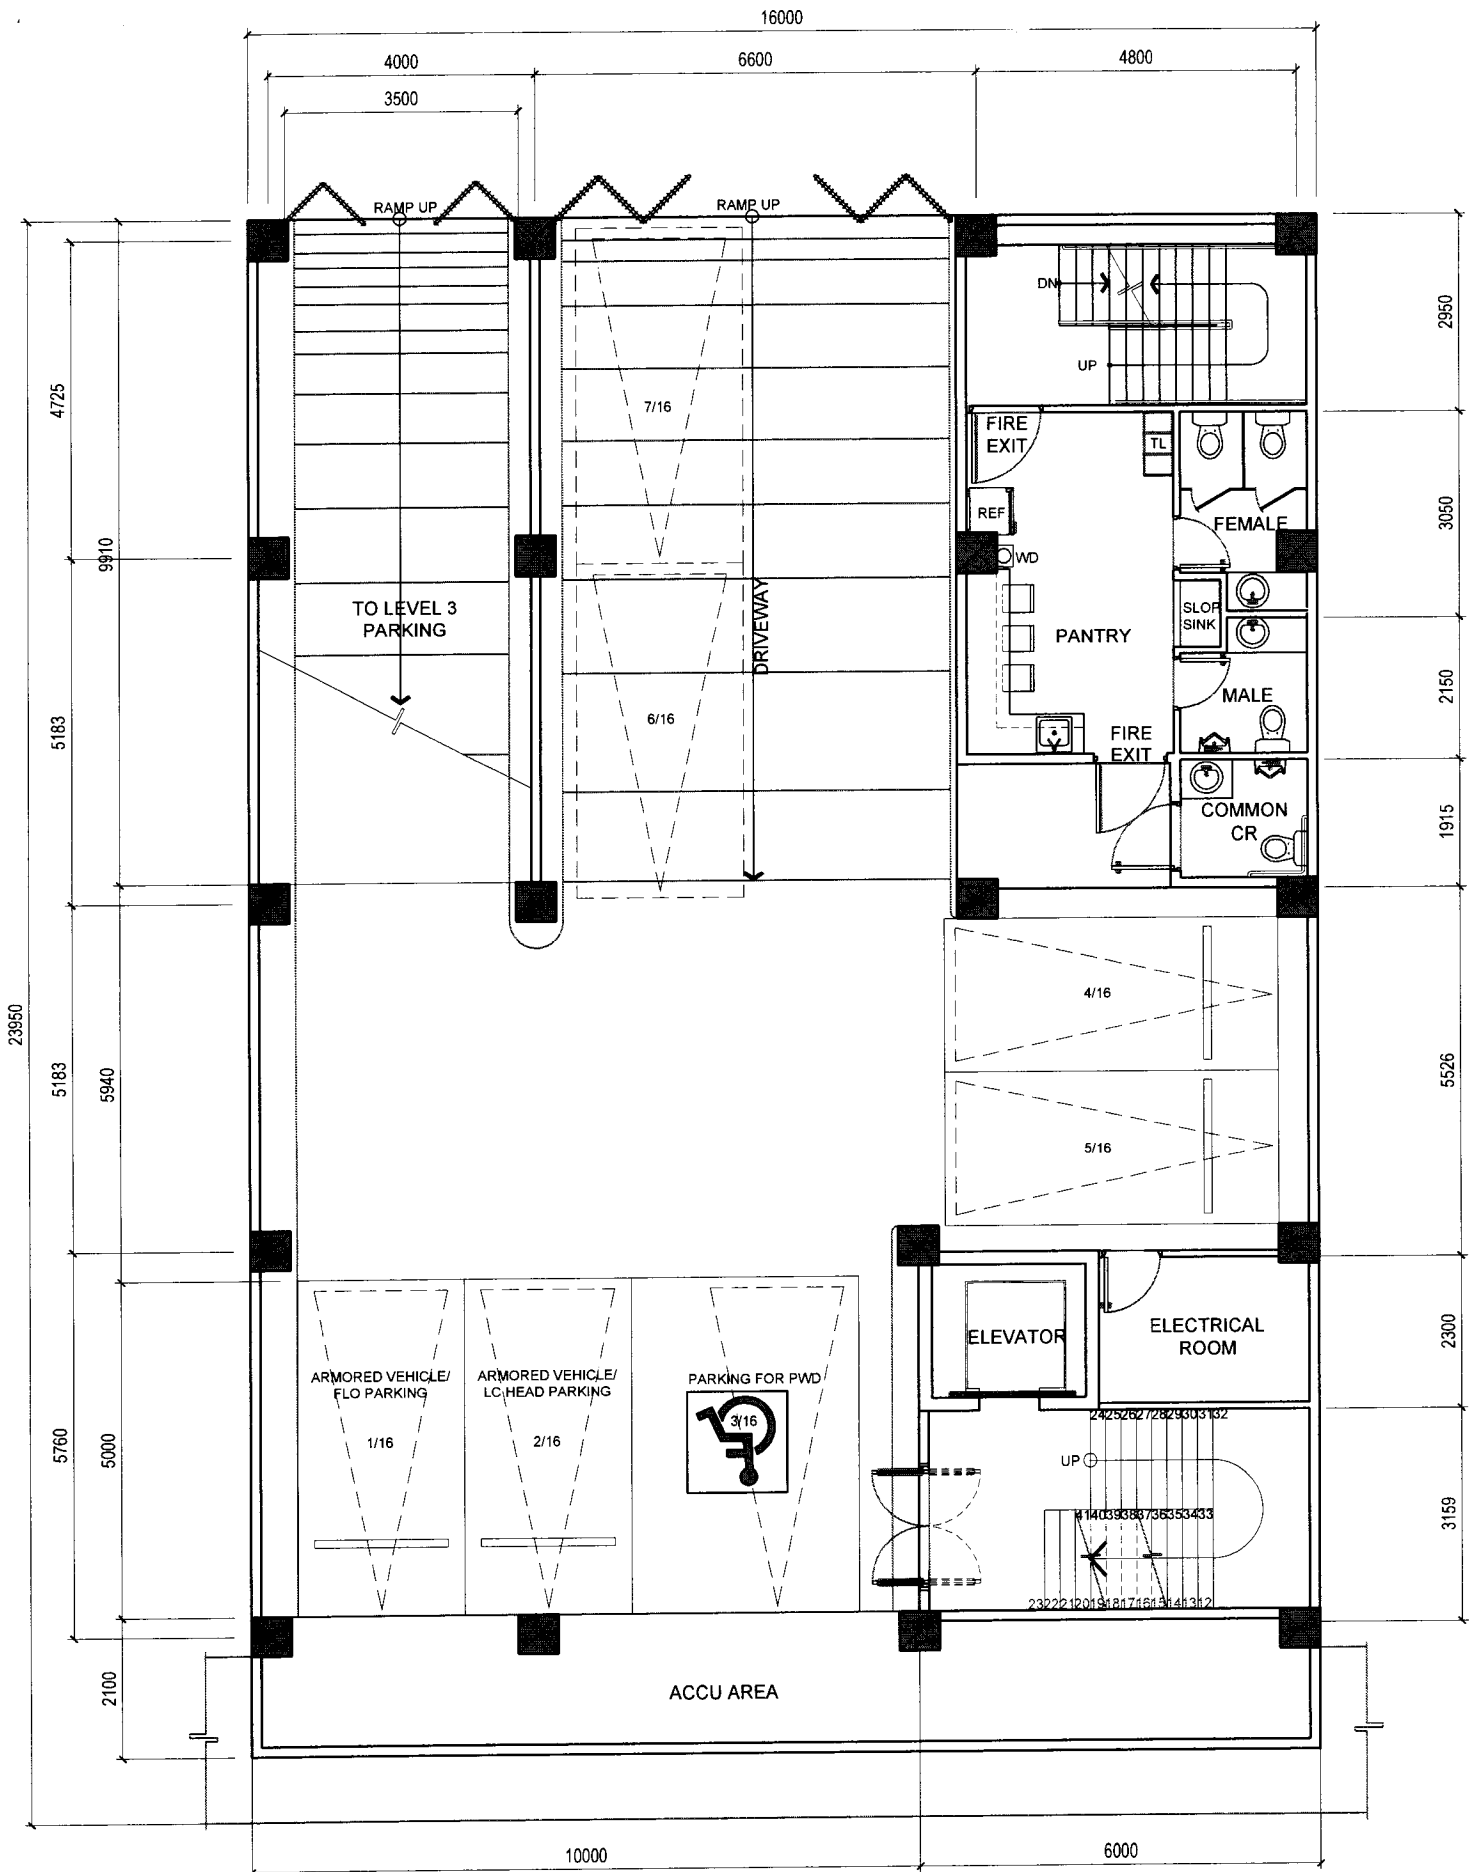 16000
4000
6600
4800
3500
RAMP UP
RAMP UP
DN
UP
2950
4725
7/16
FIRE
EXIT
TL
REF
FEMALE
3050
WD
9910
TO LEVEL 3
PARKING
DRIVEWAY
SLOP
SINK
PANTRY
5183
6/16
MALE
2150
FIRE
EXIT
COMMON
CR
1915
4/16
23950
5183
5940
5526
5/16
ELEVATOR
ELECTRICAL
ROOM
2300
ARMORED VEHICLE/
FLO PARKING
ARMORED VEHICLE/
LC HEAD PARKING
PARKING FOR PWD
1/16
2/16
3/16
5760
5000
242526272829303132
UP
41403938373635343​3
3159
232221201918171615141312
2100
ACCU AREA
10000
6000